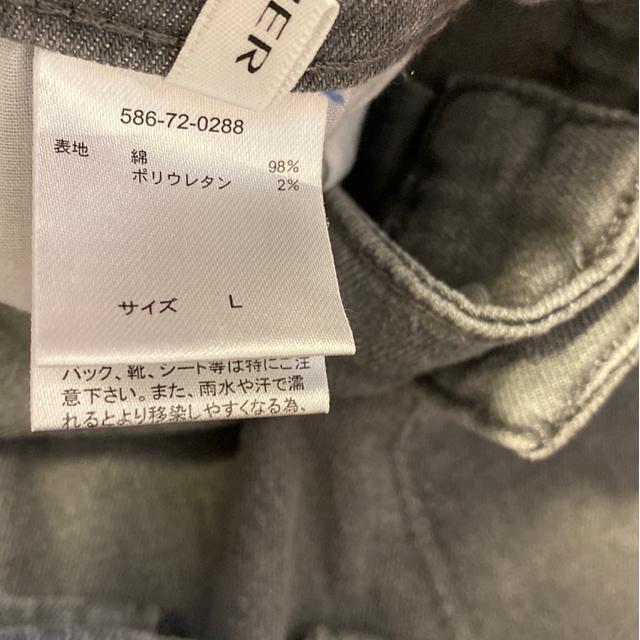 586-72-0288
表地 綿 98%
ポリウレタン 2%
サイズ L
バック、靴、シート等は特にご注
意下さい。また、雨水や汗で濡
れるとより移染しやすくなる為、